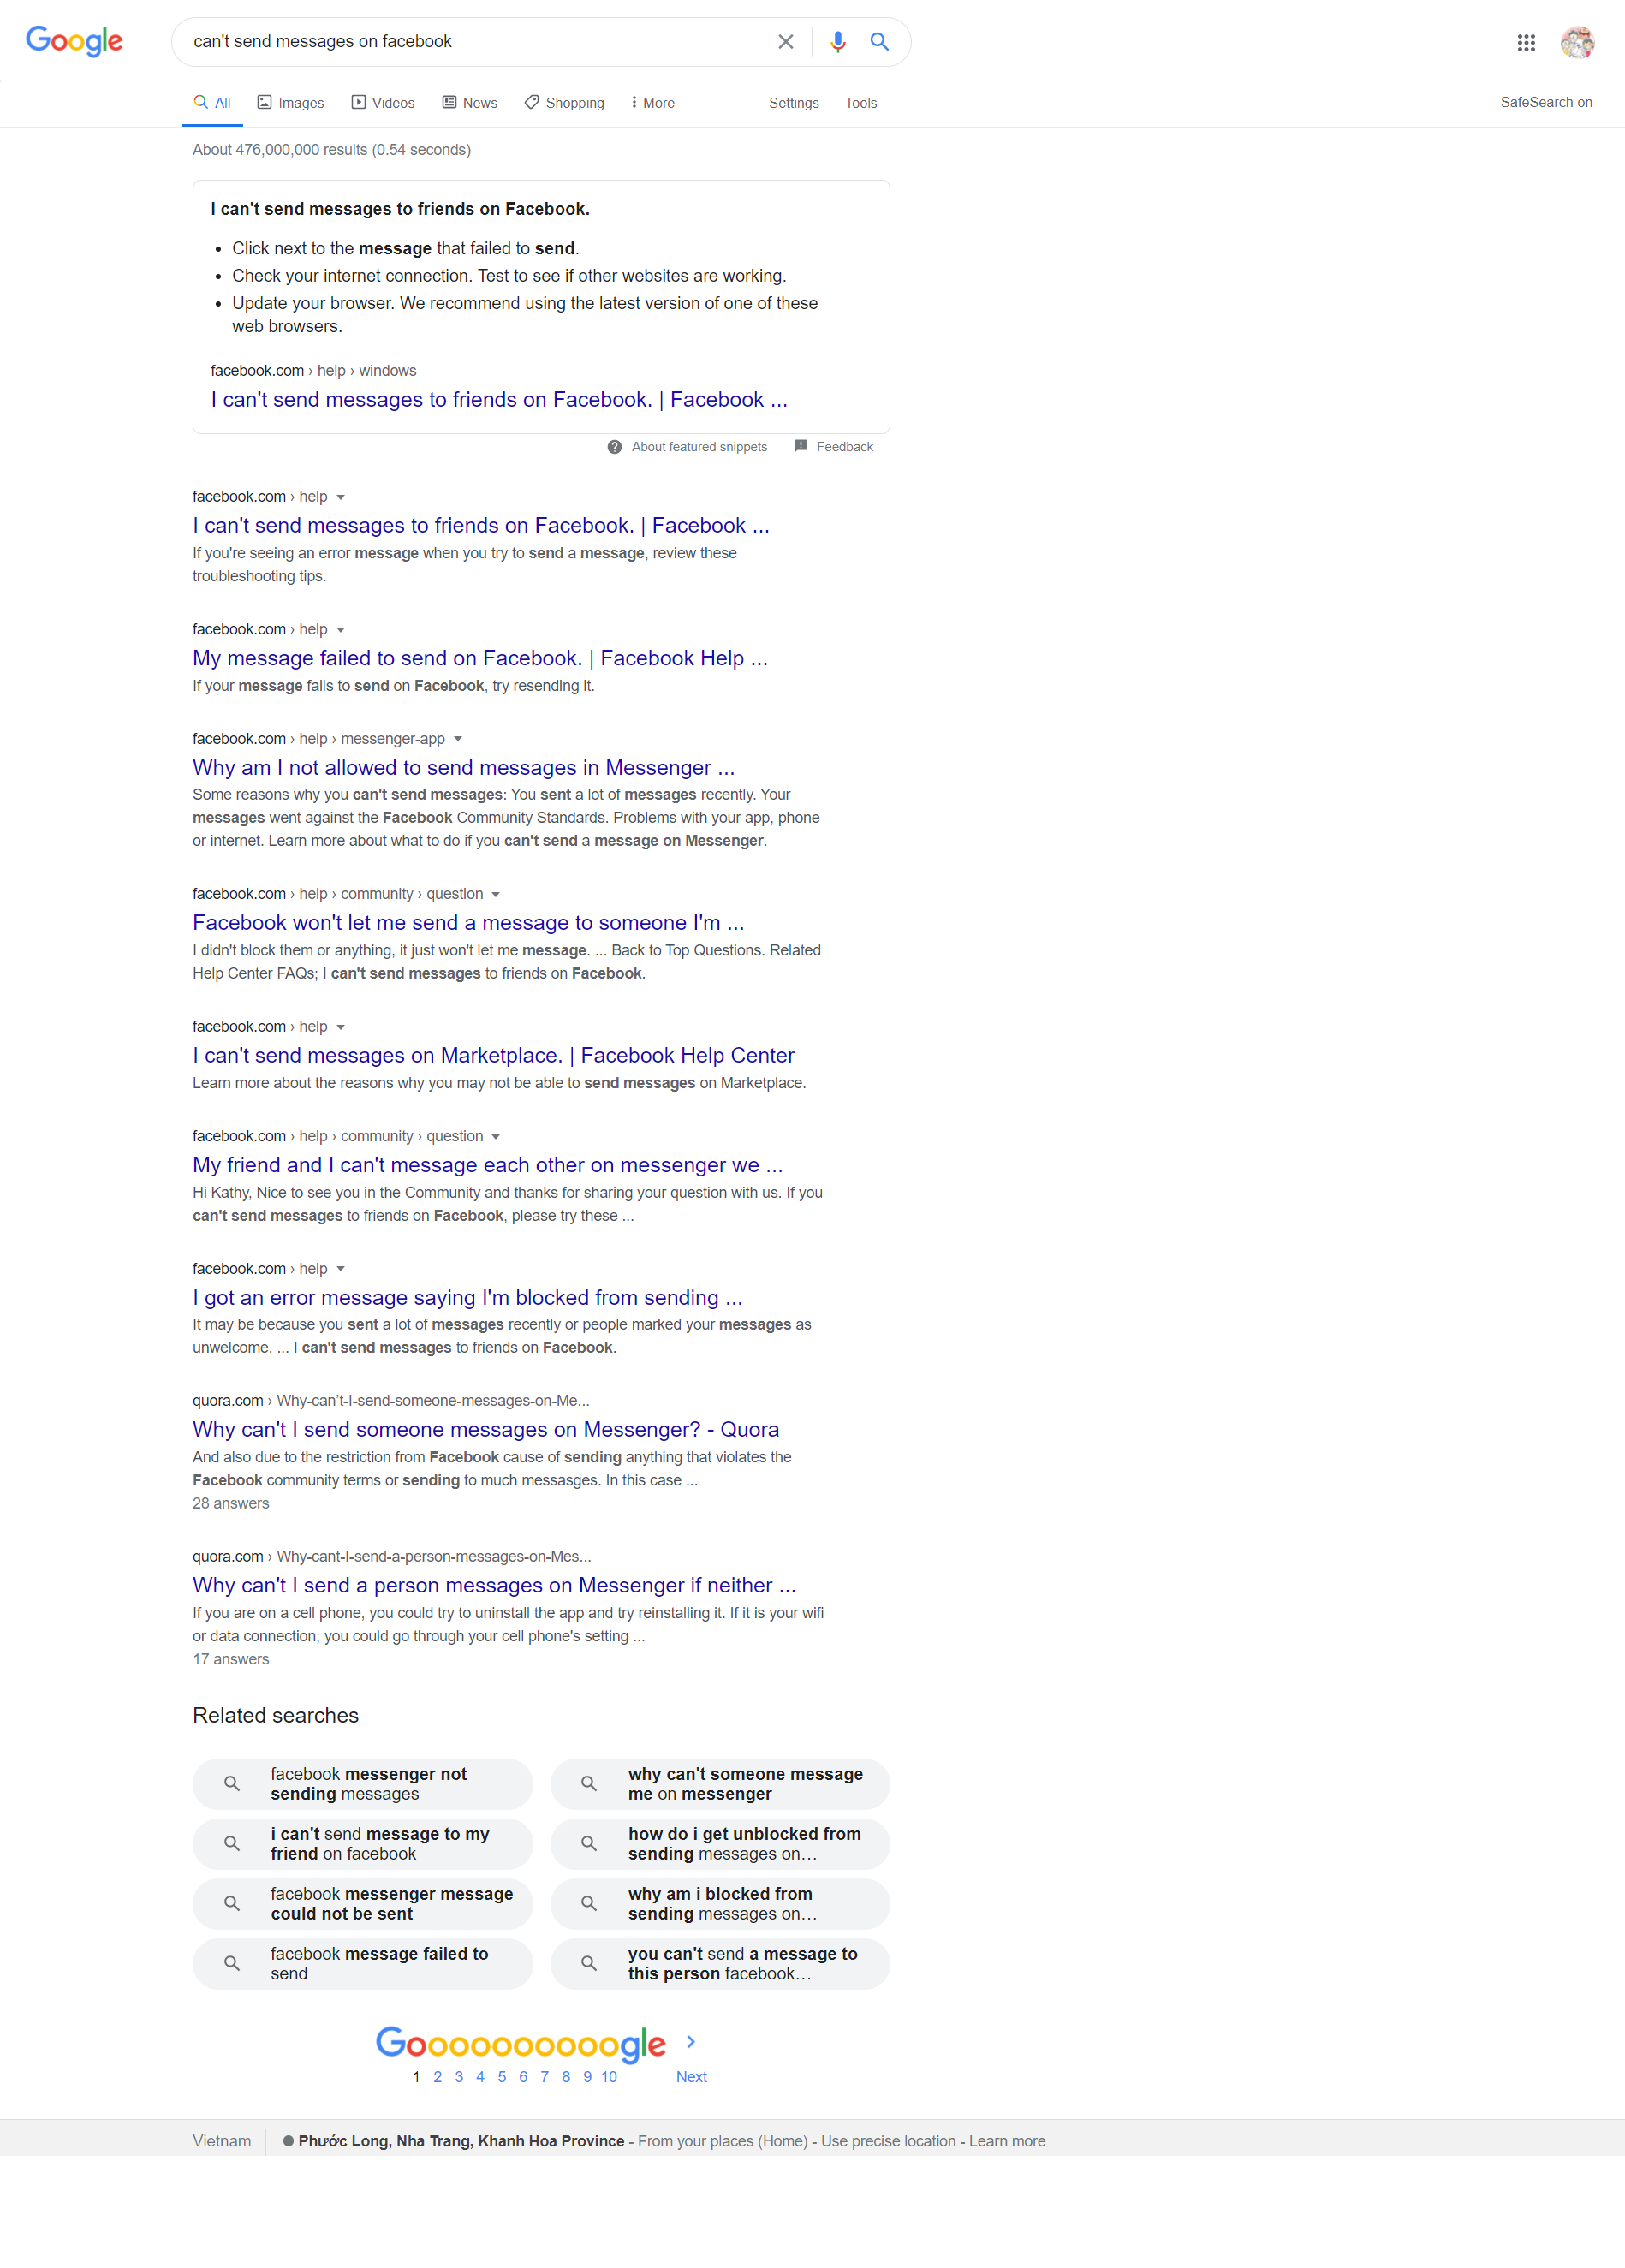 Google
can't send messages on facebook
All Images Videos News Shopping More Settings Tools SafeSearch on
About 476,000,000 results (0.54 seconds)
I can't send messages to friends on Facebook.
• Click next to the message that failed to send.
• Check your internet connection. Test to see if other websites are working.
• Update your browser. We recommend using the latest version of one of these
web browsers.
facebook.com › help › windows
I can't send messages to friends on Facebook. | Facebook ...
About featured snippets Feedback
facebook.com › help
I can't send messages to friends on Facebook. | Facebook ...
If you're seeing an error message when you try to send a message, review these
troubleshooting tips.
facebook.com › help
My message failed to send on Facebook. | Facebook Help ...
If your message fails to send on Facebook, try resending it.
facebook.com › help › messenger-app
Why am I not allowed to send messages in Messenger ...
Some reasons why you can't send messages: You sent a lot of messages recently. Your
messages went against the Facebook Community Standards. Problems with your app, phone
or internet. Learn more about what to do if you can't send a message on Messenger.
facebook.com › help › community › question
Facebook won't let me send a message to someone I'm ...
I didn't block them or anything, it just won't let me message. ... Back to Top Questions. Related
Help Center FAQs; I can't send messages to friends on Facebook.
facebook.com › help
I can't send messages on Marketplace. | Facebook Help Center
Learn more about the reasons why you may not be able to send messages on Marketplace.
facebook.com › help › community › question
My friend and I can't message each other on messenger we ...
Hi Kathy, Nice to see you in the Community and thanks for sharing your question with us. If you
can't send messages to friends on Facebook, please try these ...
facebook.com › help
I got an error message saying I'm blocked from sending ...
It may be because you sent a lot of messages recently or people marked your messages as
unwelcome. ... I can't send messages to friends on Facebook.
quora.com › Why-can't-I-send-someone-messages-on-Me...
Why can't I send someone messages on Messenger? - Quora
And also due to the restriction from Facebook cause of sending anything that violates the
Facebook community terms or sending to much messasges. In this case ...
28 answers
quora.com › Why-cant-I-send-a-person-messages-on-Mes...
Why can't I send a person messages on Messenger if neither ...
If you are on a cell phone, you could try to uninstall the app and try reinstalling it. If it is your wifi
or data connection, you could go through your cell phone's setting ...
17 answers
Related searches
facebook messenger not
sending messages
why can't someone message
me on messenger
i can't send message to my
friend on facebook
how do i get unblocked from
sending messages on...
facebook messenger message
could not be sent
why am i blocked from
sending messages on...
facebook message failed to
send
you can't send a message to
this person facebook...
Goooooooooogle
1 2 3 4 5 6 7 8 9 10 Next
Vietnam Phước Long, Nha Trang, Khanh Hoa Province - From your places (Home) - Use precise location - Learn more